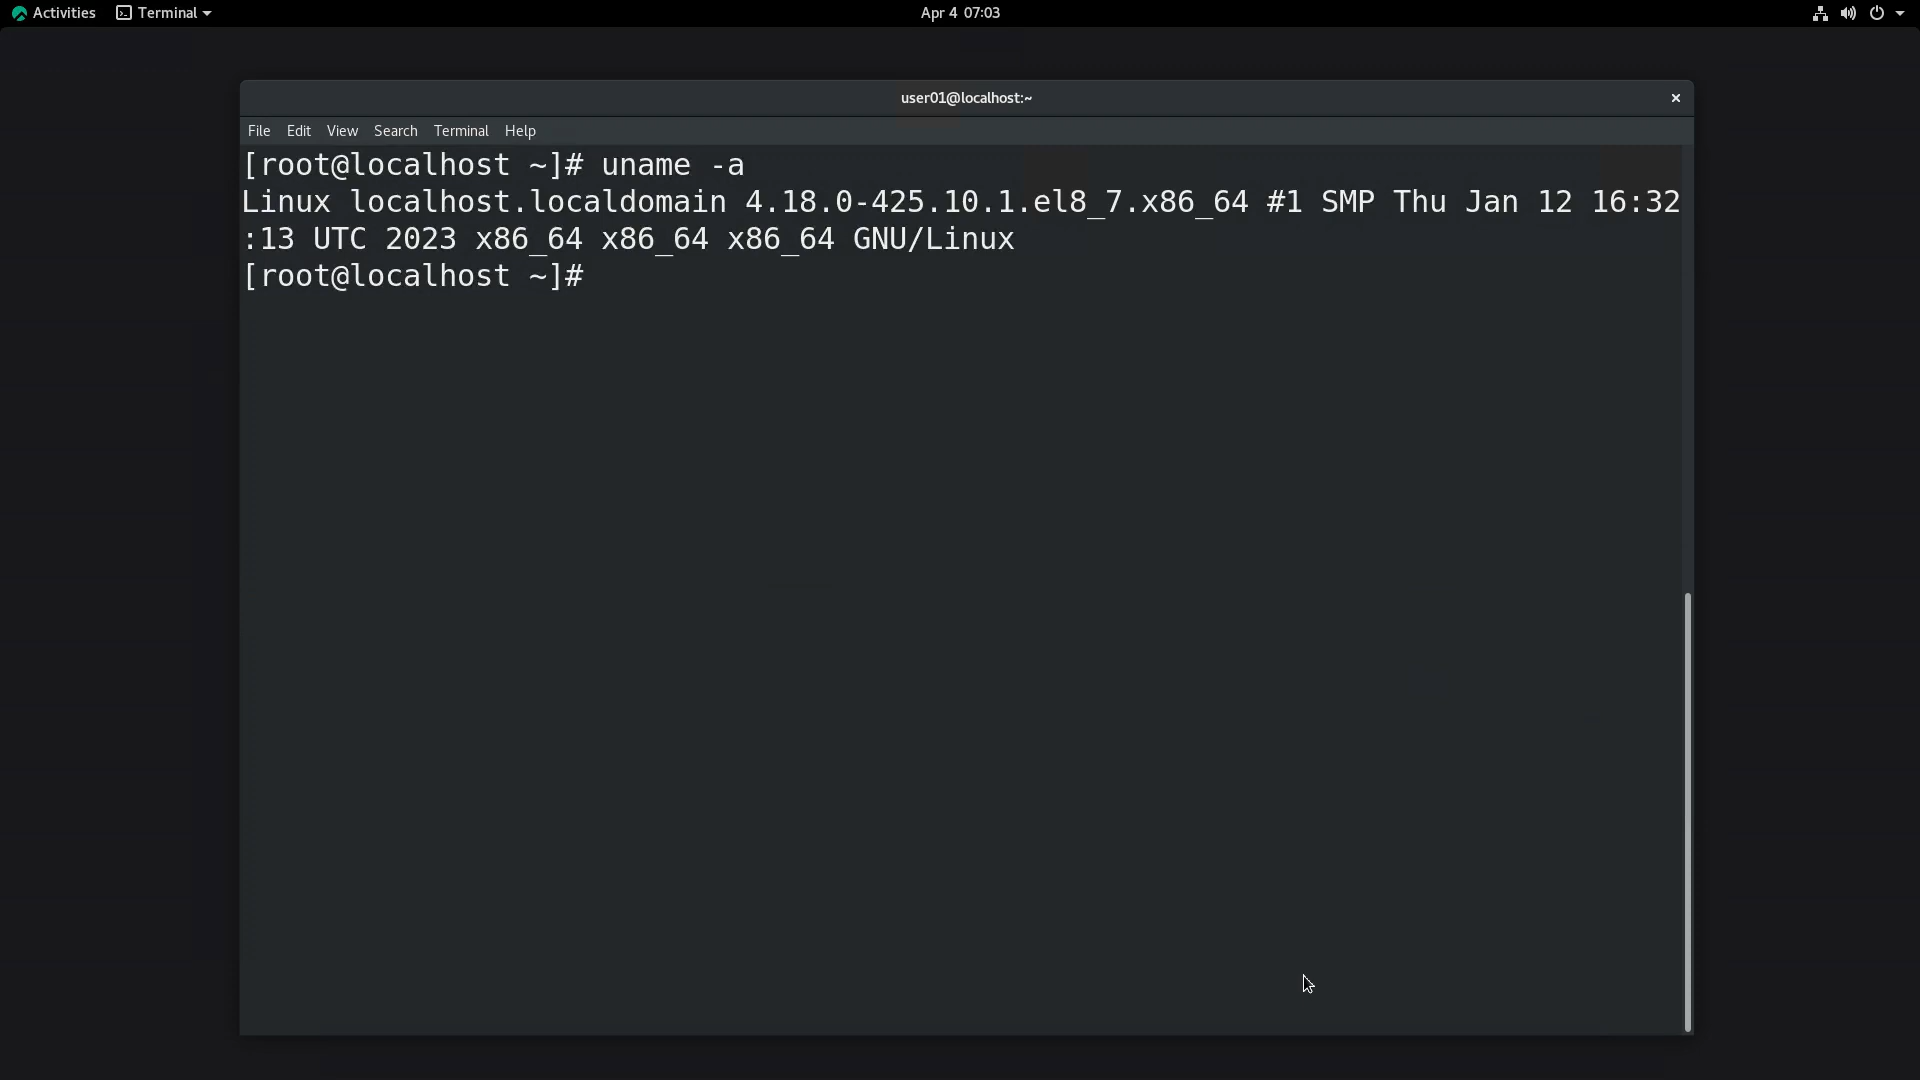 Activities Terminal Apr 4 07:03
user01@localhost:~ ×
File Edit View Search Terminal Help
[root@localhost ~]# uname -a
Linux localhost.localdomain 4.18.0-425.10.1.el8_7.x86_64 #1 SMP Thu Jan 12 16:32
:13 UTC 2023 x86_64 x86_64 x86_64 GNU/Linux
[root@localhost ~]#